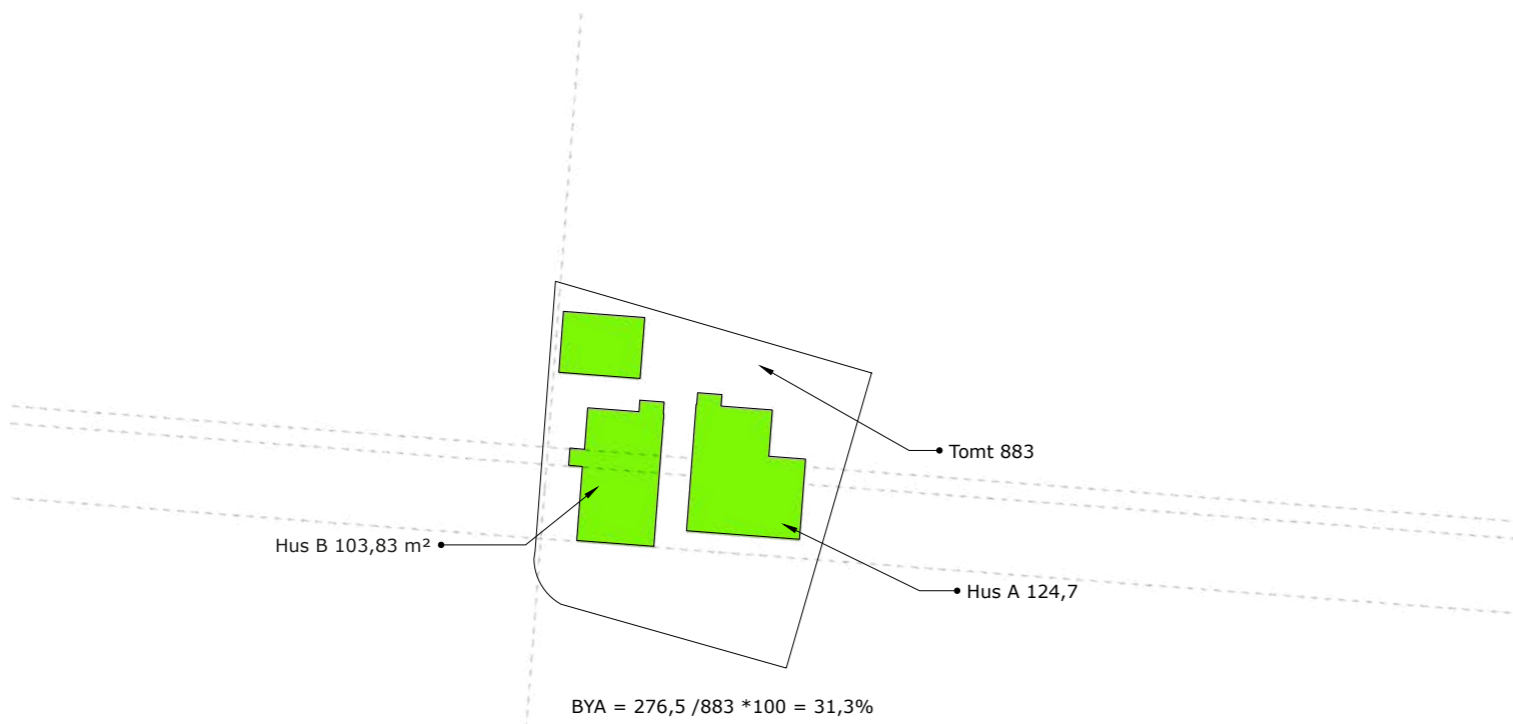 Tomt 883
Hus B 103,83 m²
Hus A 124,7
BYA = 276,5 /883 *100 = 31,3%